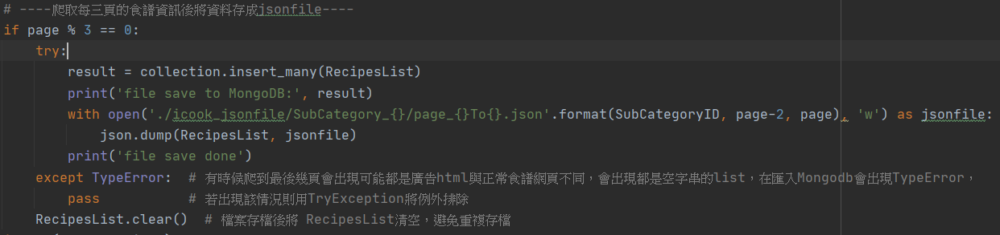 # ----爬取每三頁的食譜資訊後將資料存成jsonfile----
if page % 3 == 0:
    try:
        result = collection.insert_many(RecipesList)
        print('file save to MongoDB:', result)
        with open('./icook_jsonfile/SubCategory_{}/page_{}To{}.json'.format(SubCategoryID, page-2, page), 'w') as jsonfile:
            json.dump(RecipesList, jsonfile)
        print('file save done')
    except TypeError:  # 有時候爬到最後幾頁會出現可能都是廣告html與正常食譜網頁不同，會出現都是空字串的list，在匯入Mongodb會出現TypeError，
        pass           # 若出現該情況則用TryException將例外排除
    RecipesList.clear()  # 檔案存檔後將 RecipesList清空，避免重複存檔